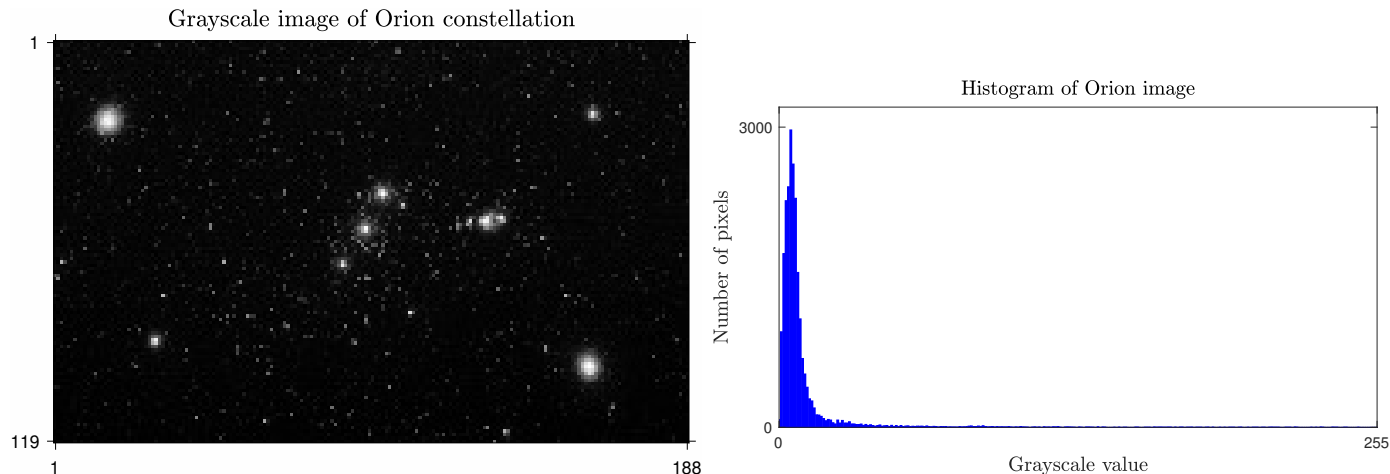 Grayscale image of Orion constellation
1
119
1
188
Histogram of Orion image
3000
0
Number of pixels
0
255
Grayscale value